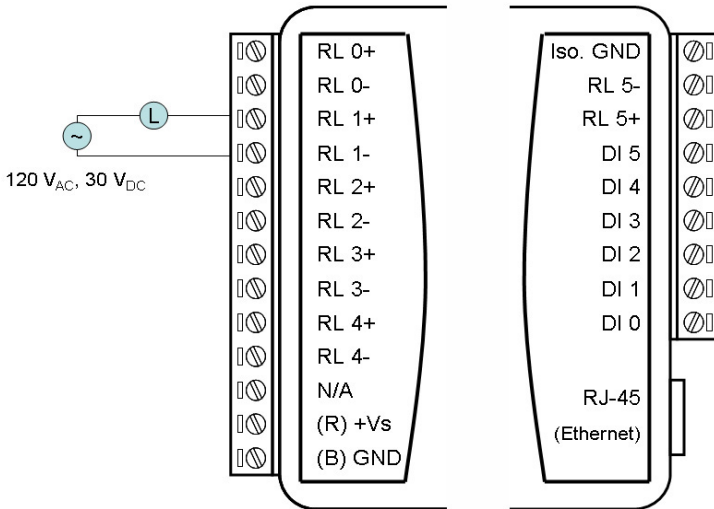 RL 0+
RL 0-
RL 1+
RL 1-
RL 2+
RL 2-
RL 3+
RL 3-
RL 4+
RL 4-
N/A
(R) +Vs
(B) GND
L
~
120 VAC, 30 VDC
Iso. GND
RL 5-
RL 5+
DI 5
DI 4
DI 3
DI 2
DI 1
DI 0
RJ-45
(Ethernet)